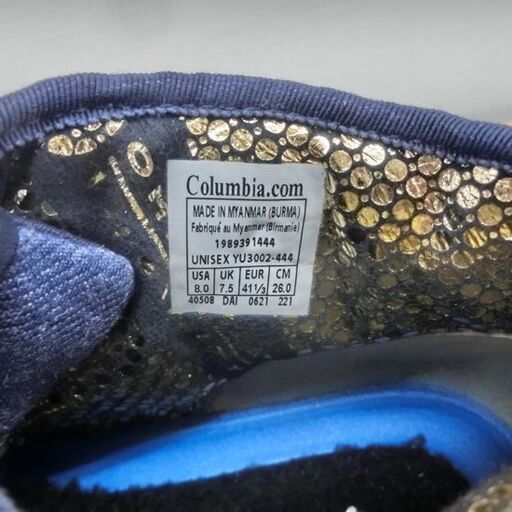 Columbia.com
MADE IN MYANMAR (BURMA)
Fabriqué au Myanmar (Birmanie)
1989391444
UNISEX YU3002-444
USA UK EUR CM
8.0 7.5 41⅓ 26.0
40508 DAI 0621 221